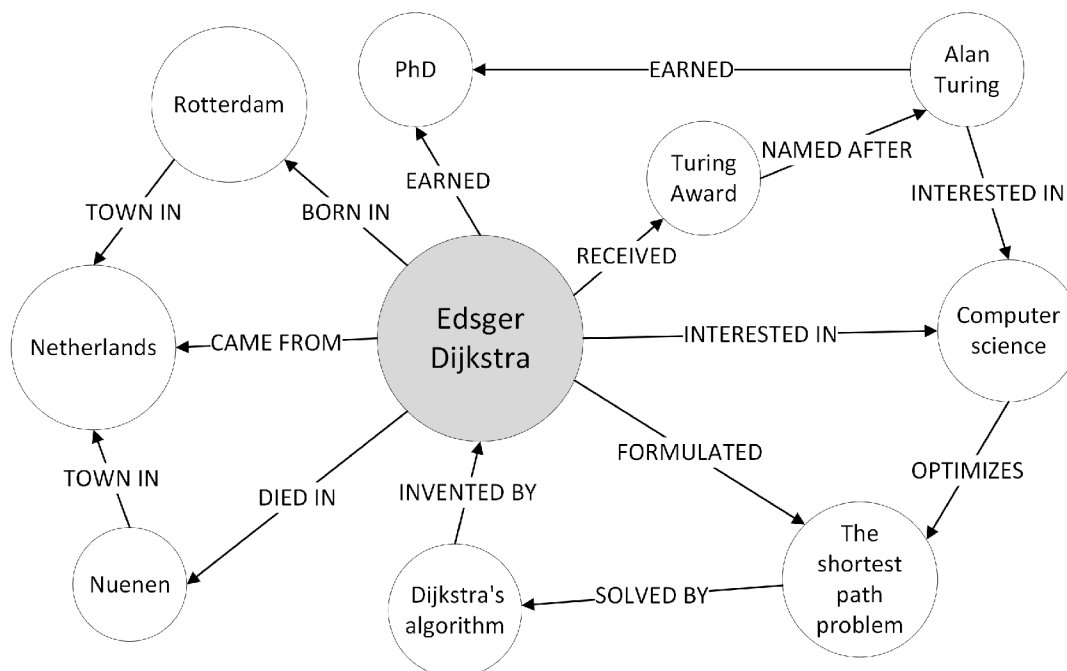 PhD
EARNED
Alan
Turing
Rotterdam
NAMED AFTER
Turing
Award
EARNED
INTERESTED IN
TOWN IN
BORN IN
RECEIVED
Edsger
Dijkstra
Computer
science
Netherlands
CAME FROM
INTERESTED IN
FORMULATED
OPTIMIZES
TOWN IN
DIED IN
INVENTED BY
The
shortest
path
problem
Nuenen
Dijkstra's
algorithm
SOLVED BY